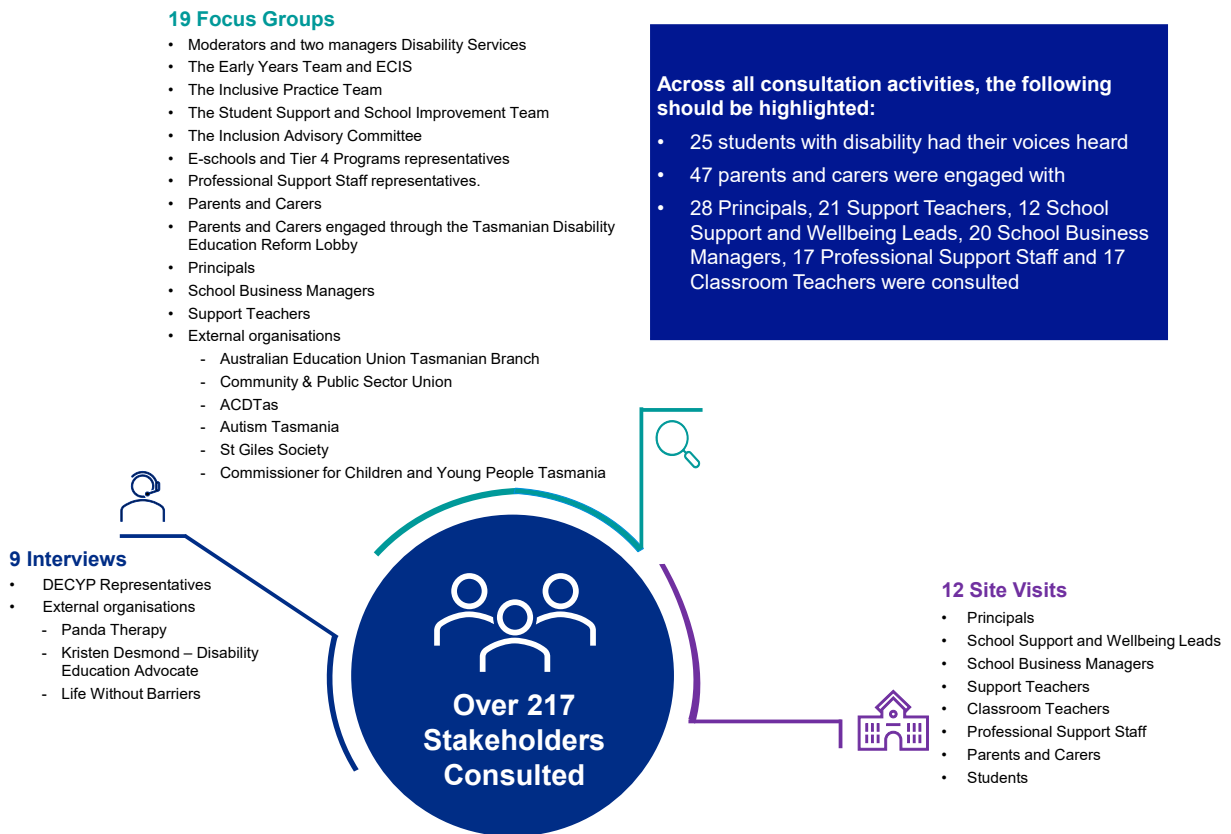 19 Focus Groups
• Moderators and two managers Disability Services
• The Early Years Team and ECIS
• The Inclusive Practice Team
• The Student Support and School Improvement Team
• The Inclusion Advisory Committee
• E-schools and Tier 4 Programs representatives
• Professional Support Staff representatives.
• Parents and Carers
• Parents and Carers engaged through the Tasmanian Disability
Education Reform Lobby
• Principals
• School Business Managers
• Support Teachers
• External organisations
- Australian Education Union Tasmanian Branch
- Community & Public Sector Union
- ACDTas
- Autism Tasmania
- St Giles Society
- Commissioner for Children and Young People Tasmania
Across all consultation activities, the following
should be highlighted:
• 25 students with disability had their voices heard
• 47 parents and carers were engaged with
• 28 Principals, 21 Support Teachers, 12 School
Support and Wellbeing Leads, 20 School Business
Managers, 17 Professional Support Staff and 17
Classroom Teachers were consulted
9 Interviews
• DECYP Representatives
• External organisations
- Panda Therapy
- Kristen Desmond – Disability
Education Advocate
- Life Without Barriers
Over 217
Stakeholders
Consulted
12 Site Visits
• Principals
• School Support and Wellbeing Leads
• School Business Managers
• Support Teachers
• Classroom Teachers
• Professional Support Staff
• Parents and Carers
• Students